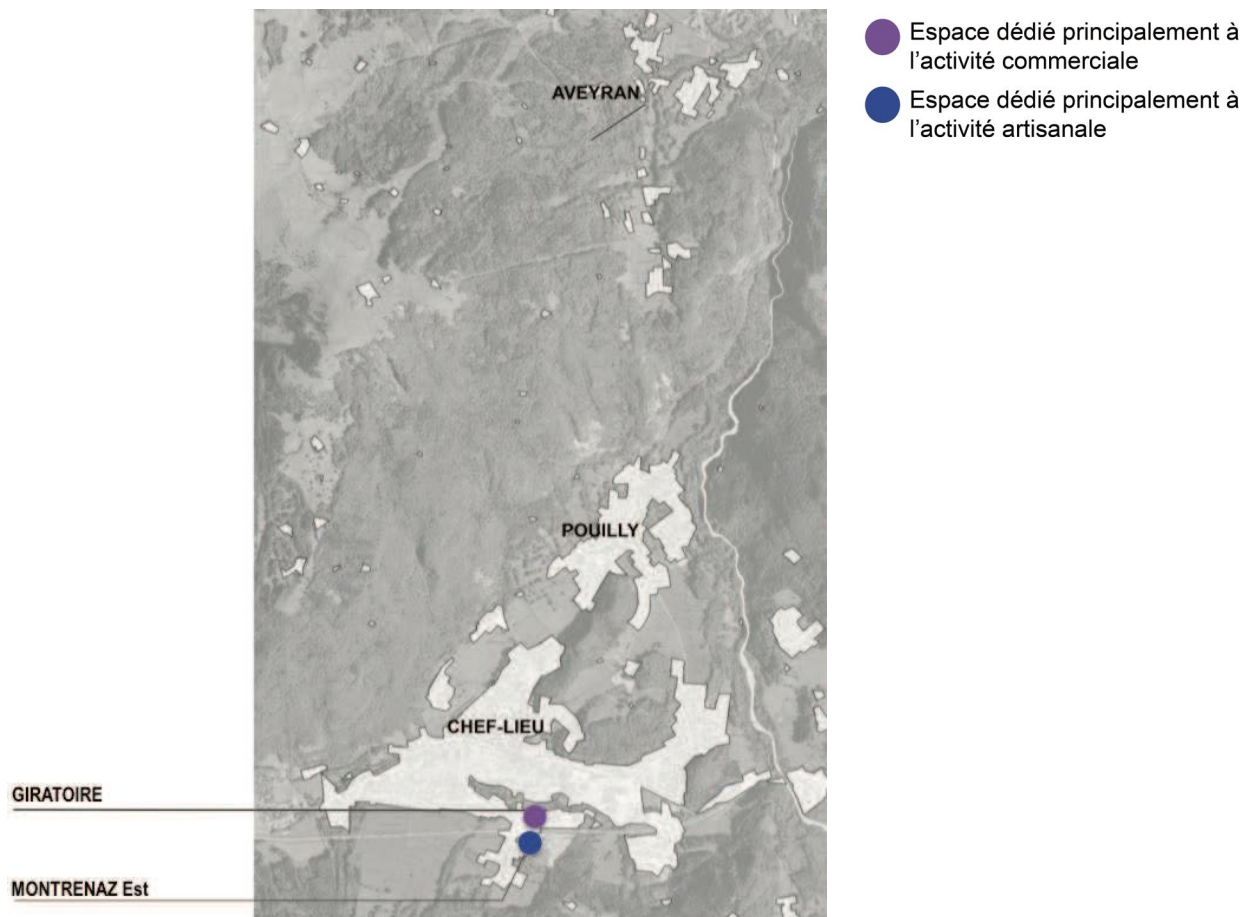 Espace dédié principalement à
l'activité commerciale
Espace dédié principalement à
l'activité artisanale
AVEYRAN
POUILLY
CHEF-LIEU
GIRATOIRE
MONTRENAZ Est